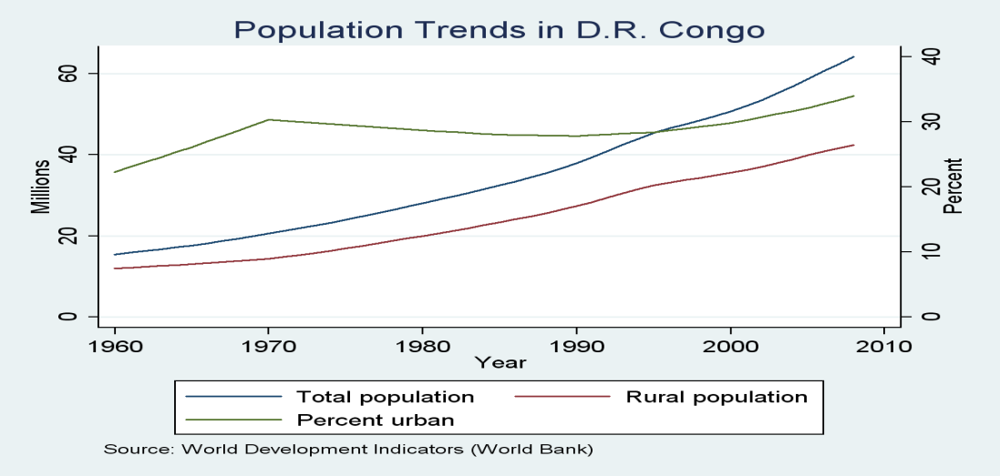 Population Trends in D.R. Congo
60
40
20
0
Millions
40
30
20
10
0
Percent
1960 1970 1980 1990 2000 2010
Year
Total population Rural population
Percent urban
Source: World Development Indicators (World Bank)